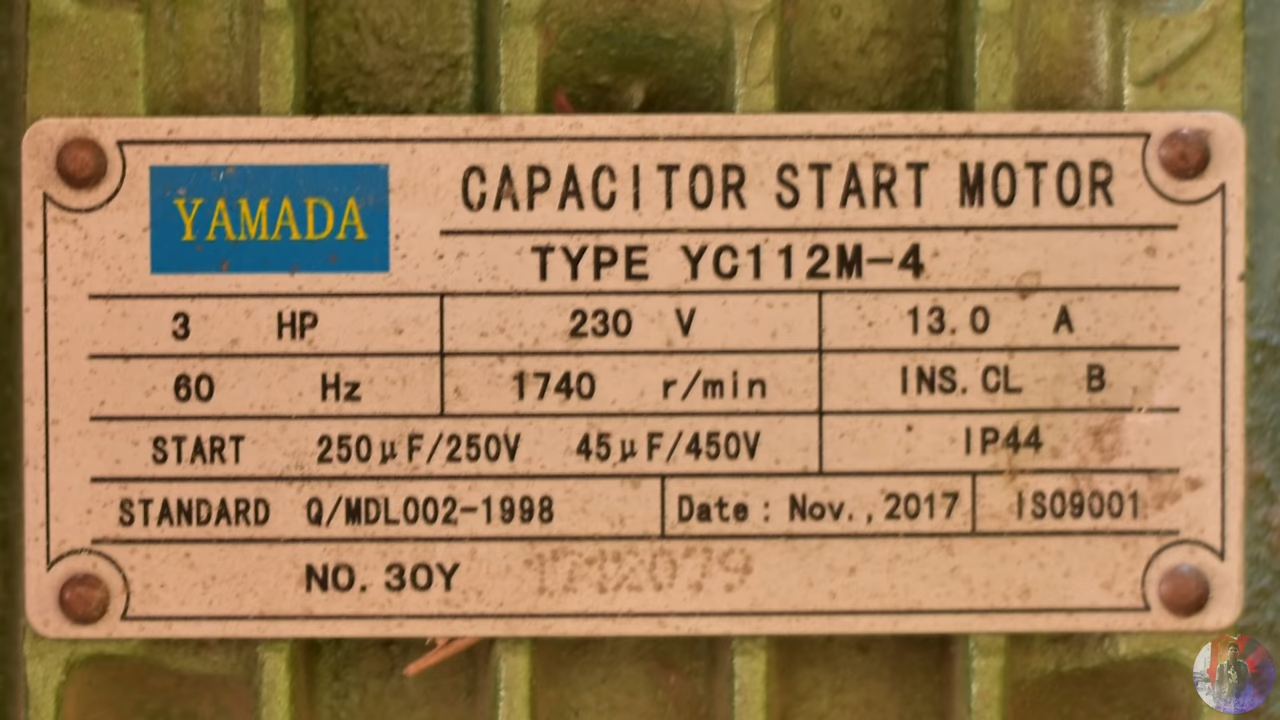 YAMADA
CAPACITOR START MOTOR
TYPE YC112M-4
3 HP 230 V 13.0 A
60 Hz 1740 r/min INS. CL B
START 250μF/250V 45μF/450V IP44
STANDARD Q/MDL002-1998 Date: Nov., 2017 ISO9001
NO. 30Y